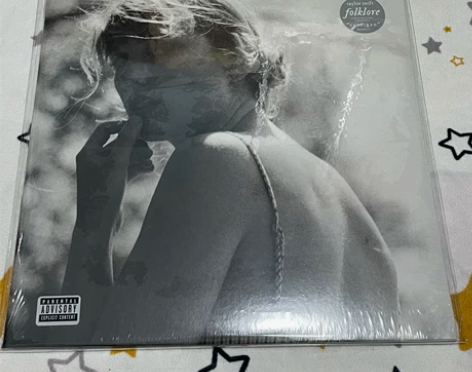 taylor swift
folklore
PARENTAL
ADVISORY
EXPLICIT CONTENT